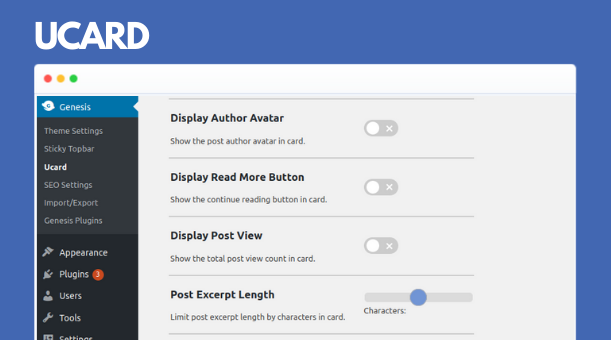 UCARD
Genesis
Theme Settings
Sticky Topbar
Ucard
SEO Settings
Import/Export
Genesis Plugins
Appearance
Plugins 3
Users
Tools
Settings
Display Author Avatar
Show the post author avatar in card.
Display Read More Button
Show the continue reading button in card.
Display Post View
Show the total post view count in card.
Post Excerpt Length
Limit post excerpt length by characters in card.
Characters: